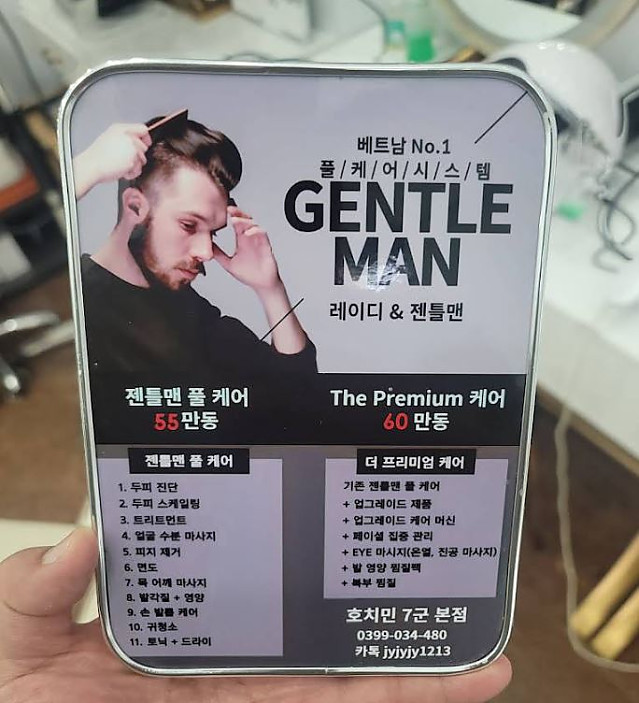 베트남 No.1
풀/케/어/시/스/템
GENTLE
MAN
레이디 & 젠틀맨
젠틀맨 풀 케어
55만동
The Premium 케어
60만동
젠틀맨 풀 케어
1. 두피 진단
2. 두피 스케일링
3. 트리트먼트
4. 얼굴 수분 마사지
5. 피지 제거
6. 면도
7. 목 어깨 마사지
8. 발각질 + 영양
9. 손 발톱 케어
10. 귀청소
11. 토닉 + 드라이
더 프리미엄 케어
기존 젠틀맨 풀 케어
+ 업그레이드 제품
+ 업그레이드 케어 머신
+ 페이셜 집중 관리
+ EYE 마시지(온열, 진공 마사지)
+ 발 영양 찜질팩
+ 복부 찜질
호치민 7군 본점
0399-034-480
카톡 jyjyjy1213